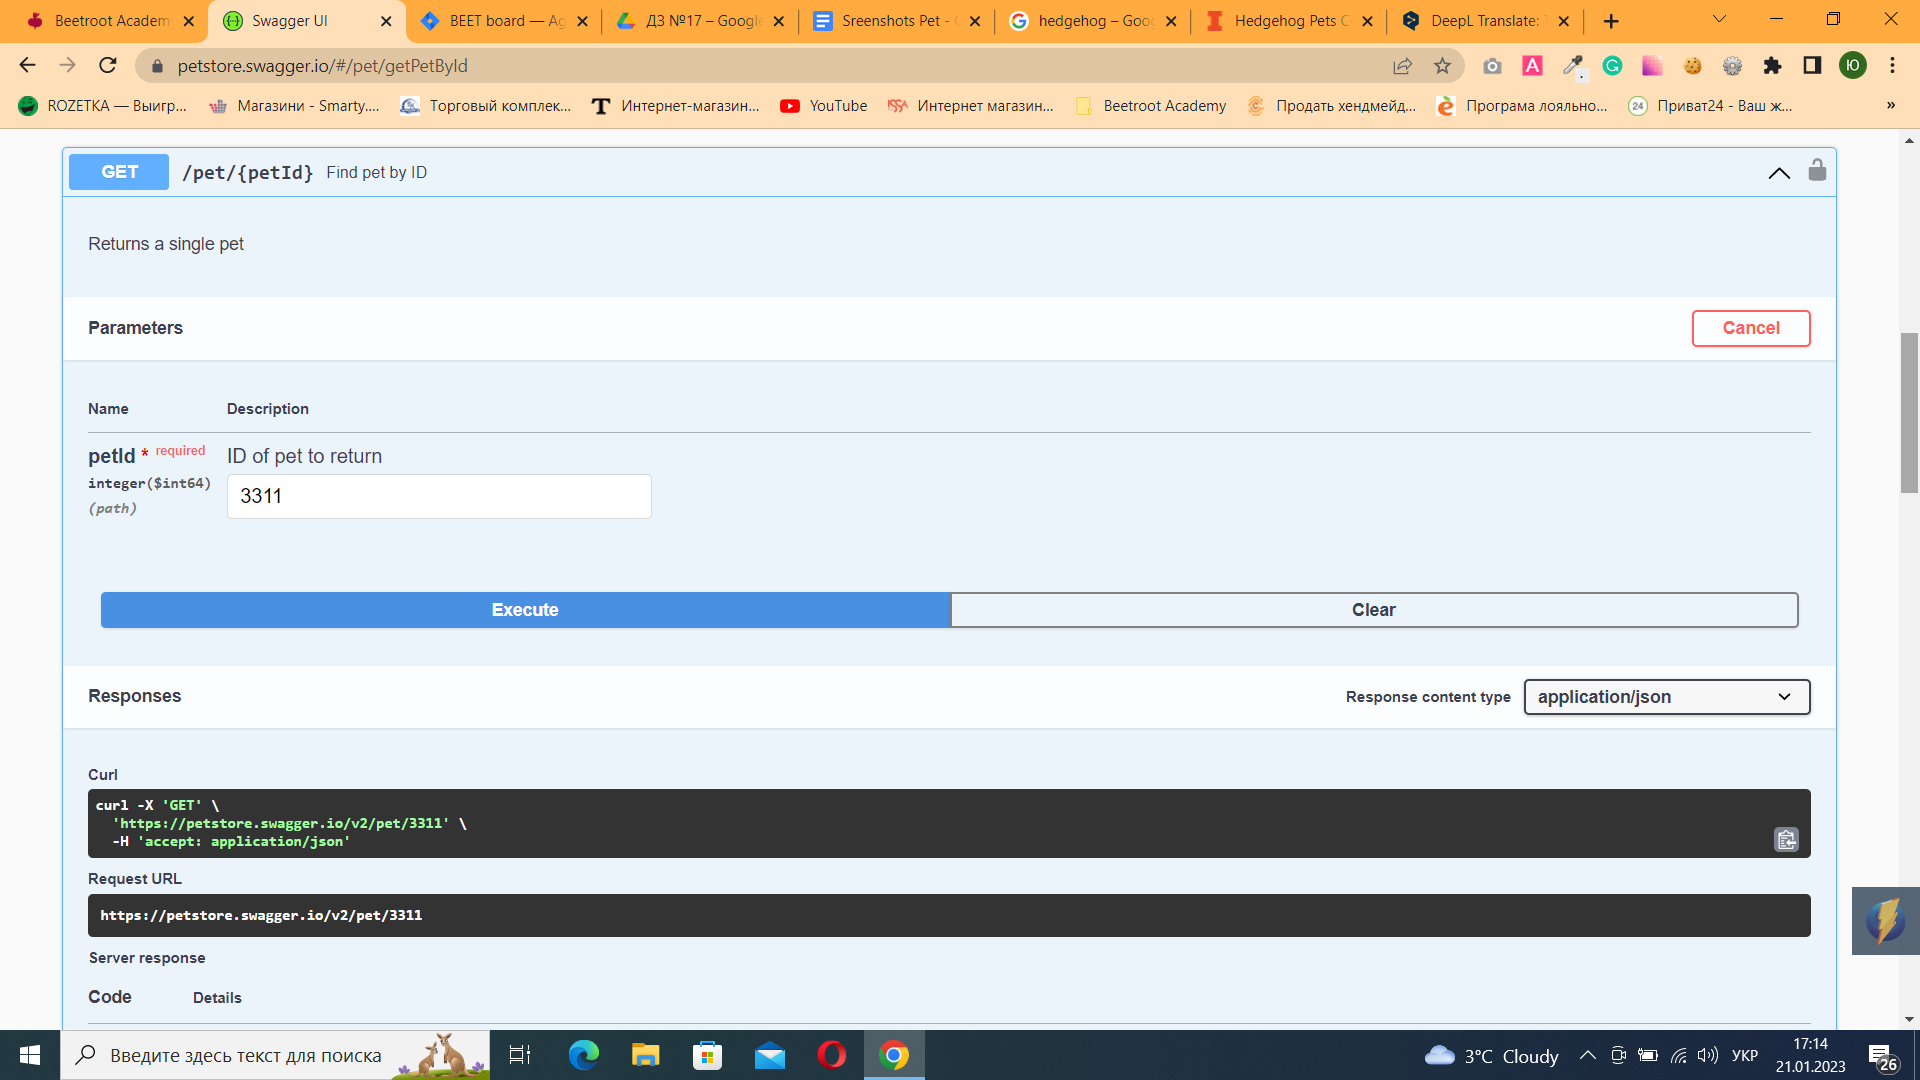 Beetroot Academ
Swagger UI
BEET board — Ag
ДЗ №17 – Google
Sreenshots Pet -
hedgehog – Goo
Hedgehog Pets C
DeepL Translate:
petstore.swagger.io/#/pet/getPetById
Ю
ROZETKA — Выигр...
Магазини - Smarty....
Торговый комплек...
Интернет-магазин...
YouTube
Интернет магазин...
Beetroot Academy
Продать хендмейд...
Програма лояльно...
24
Приват24 - Ваш ж...
»
GET
/pet/{petId}
Find pet by ID
Returns a single pet
Parameters
Cancel
Name
Description
petId * required
ID of pet to return
integer($int64)
(path)
3311
Execute
Clear
Responses
Response content type
application/json
Curl
curl -X 'GET' \
'https://petstore.swagger.io/v2/pet/3311' \
-H 'accept: application/json'
Request URL
https://petstore.swagger.io/v2/pet/3311
Server response
Code
Details
Введите здесь текст для поиска
3°C Cloudy
УКР
17:14
21.01.2023
26